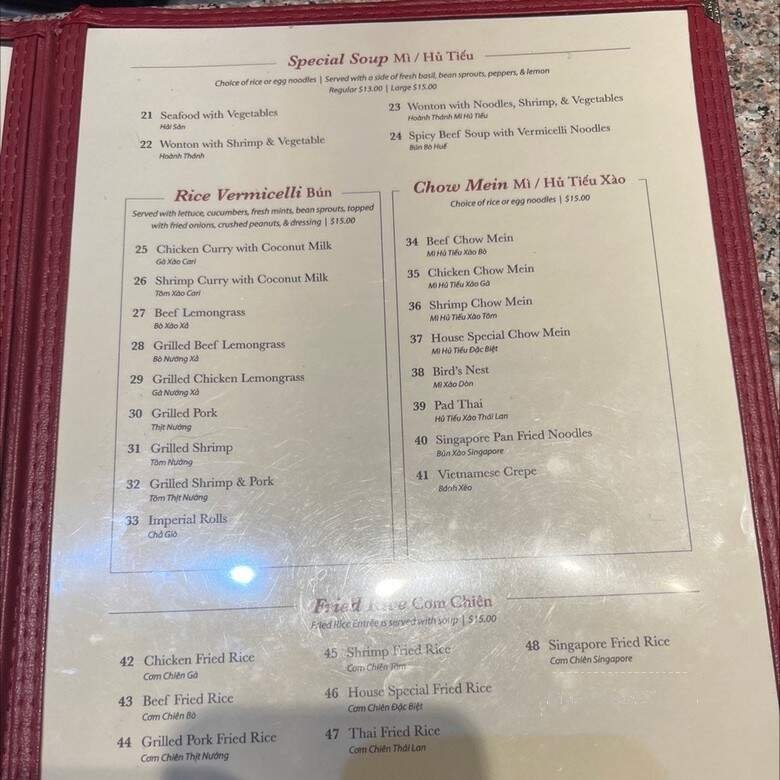 Special Soup Mì / Hủ Tiếu
Choice of rice or egg noodles | Served with a side of fresh basil, bean sprouts, peppers, & lemon
Regular $13.00 | Large $15.00
21 Seafood with Vegetables
Hải Sản
22 Wonton with Shrimp & Vegetable
Hoành Thánh
23 Wonton with Noodles, Shrimp, & Vegetables
Hoành Thánh Mì Hủ Tiếu
24 Spicy Beef Soup with Vermicelli Noodles
Bún Bò Huế
Rice Vermicelli Bún
Served with lettuce, cucumbers, fresh mints, bean sprouts, topped
with fried onions, crushed peanuts, & dressing | $15.00
25 Chicken Curry with Coconut Milk
Gà Xào Cari
26 Shrimp Curry with Coconut Milk
Tôm Xào Cari
27 Beef Lemongrass
Bò Xào Xả
28 Grilled Beef Lemongrass
Bò Nướng Xả
29 Grilled Chicken Lemongrass
Gà Nướng Xả
30 Grilled Pork
Thịt Nướng
31 Grilled Shrimp
Tôm Nướng
32 Grilled Shrimp & Pork
Tôm Thịt Nướng
33 Imperial Rolls
Chả Giò
Chow Mein Mì / Hủ Tiếu Xào
Choice of rice or egg noodles | $15.00
34 Beef Chow Mein
Mì Hủ Tiếu Xào Bò
35 Chicken Chow Mein
Mì Hủ Tiếu Xào Gà
36 Shrimp Chow Mein
Mì Hủ Tiếu Xào Tôm
37 House Special Chow Mein
Mì Hủ Tiếu Đặc Biệt
38 Bird's Nest
Mì Xào Dòn
39 Pad Thai
Hủ Tiếu Xào Thái Lan
40 Singapore Pan Fried Noodles
Bún Xào Singapore
41 Vietnamese Crepe
Bánh Xèo
Fried Rice Cơm Chiên
Fried Rice Entrée is served with soup | $15.00
42 Chicken Fried Rice
Cơm Chiên Gà
43 Beef Fried Rice
Cơm Chiên Bò
44 Grilled Pork Fried Rice
Cơm Chiên Thịt Nướng
45 Shrimp Fried Rice
Cơm Chiên Tôm
46 House Special Fried Rice
Cơm Chiên Đặc Biệt
47 Thai Fried Rice
Cơm Chiên Thái Lan
48 Singapore Fried Rice
Cơm Chiên Singapore